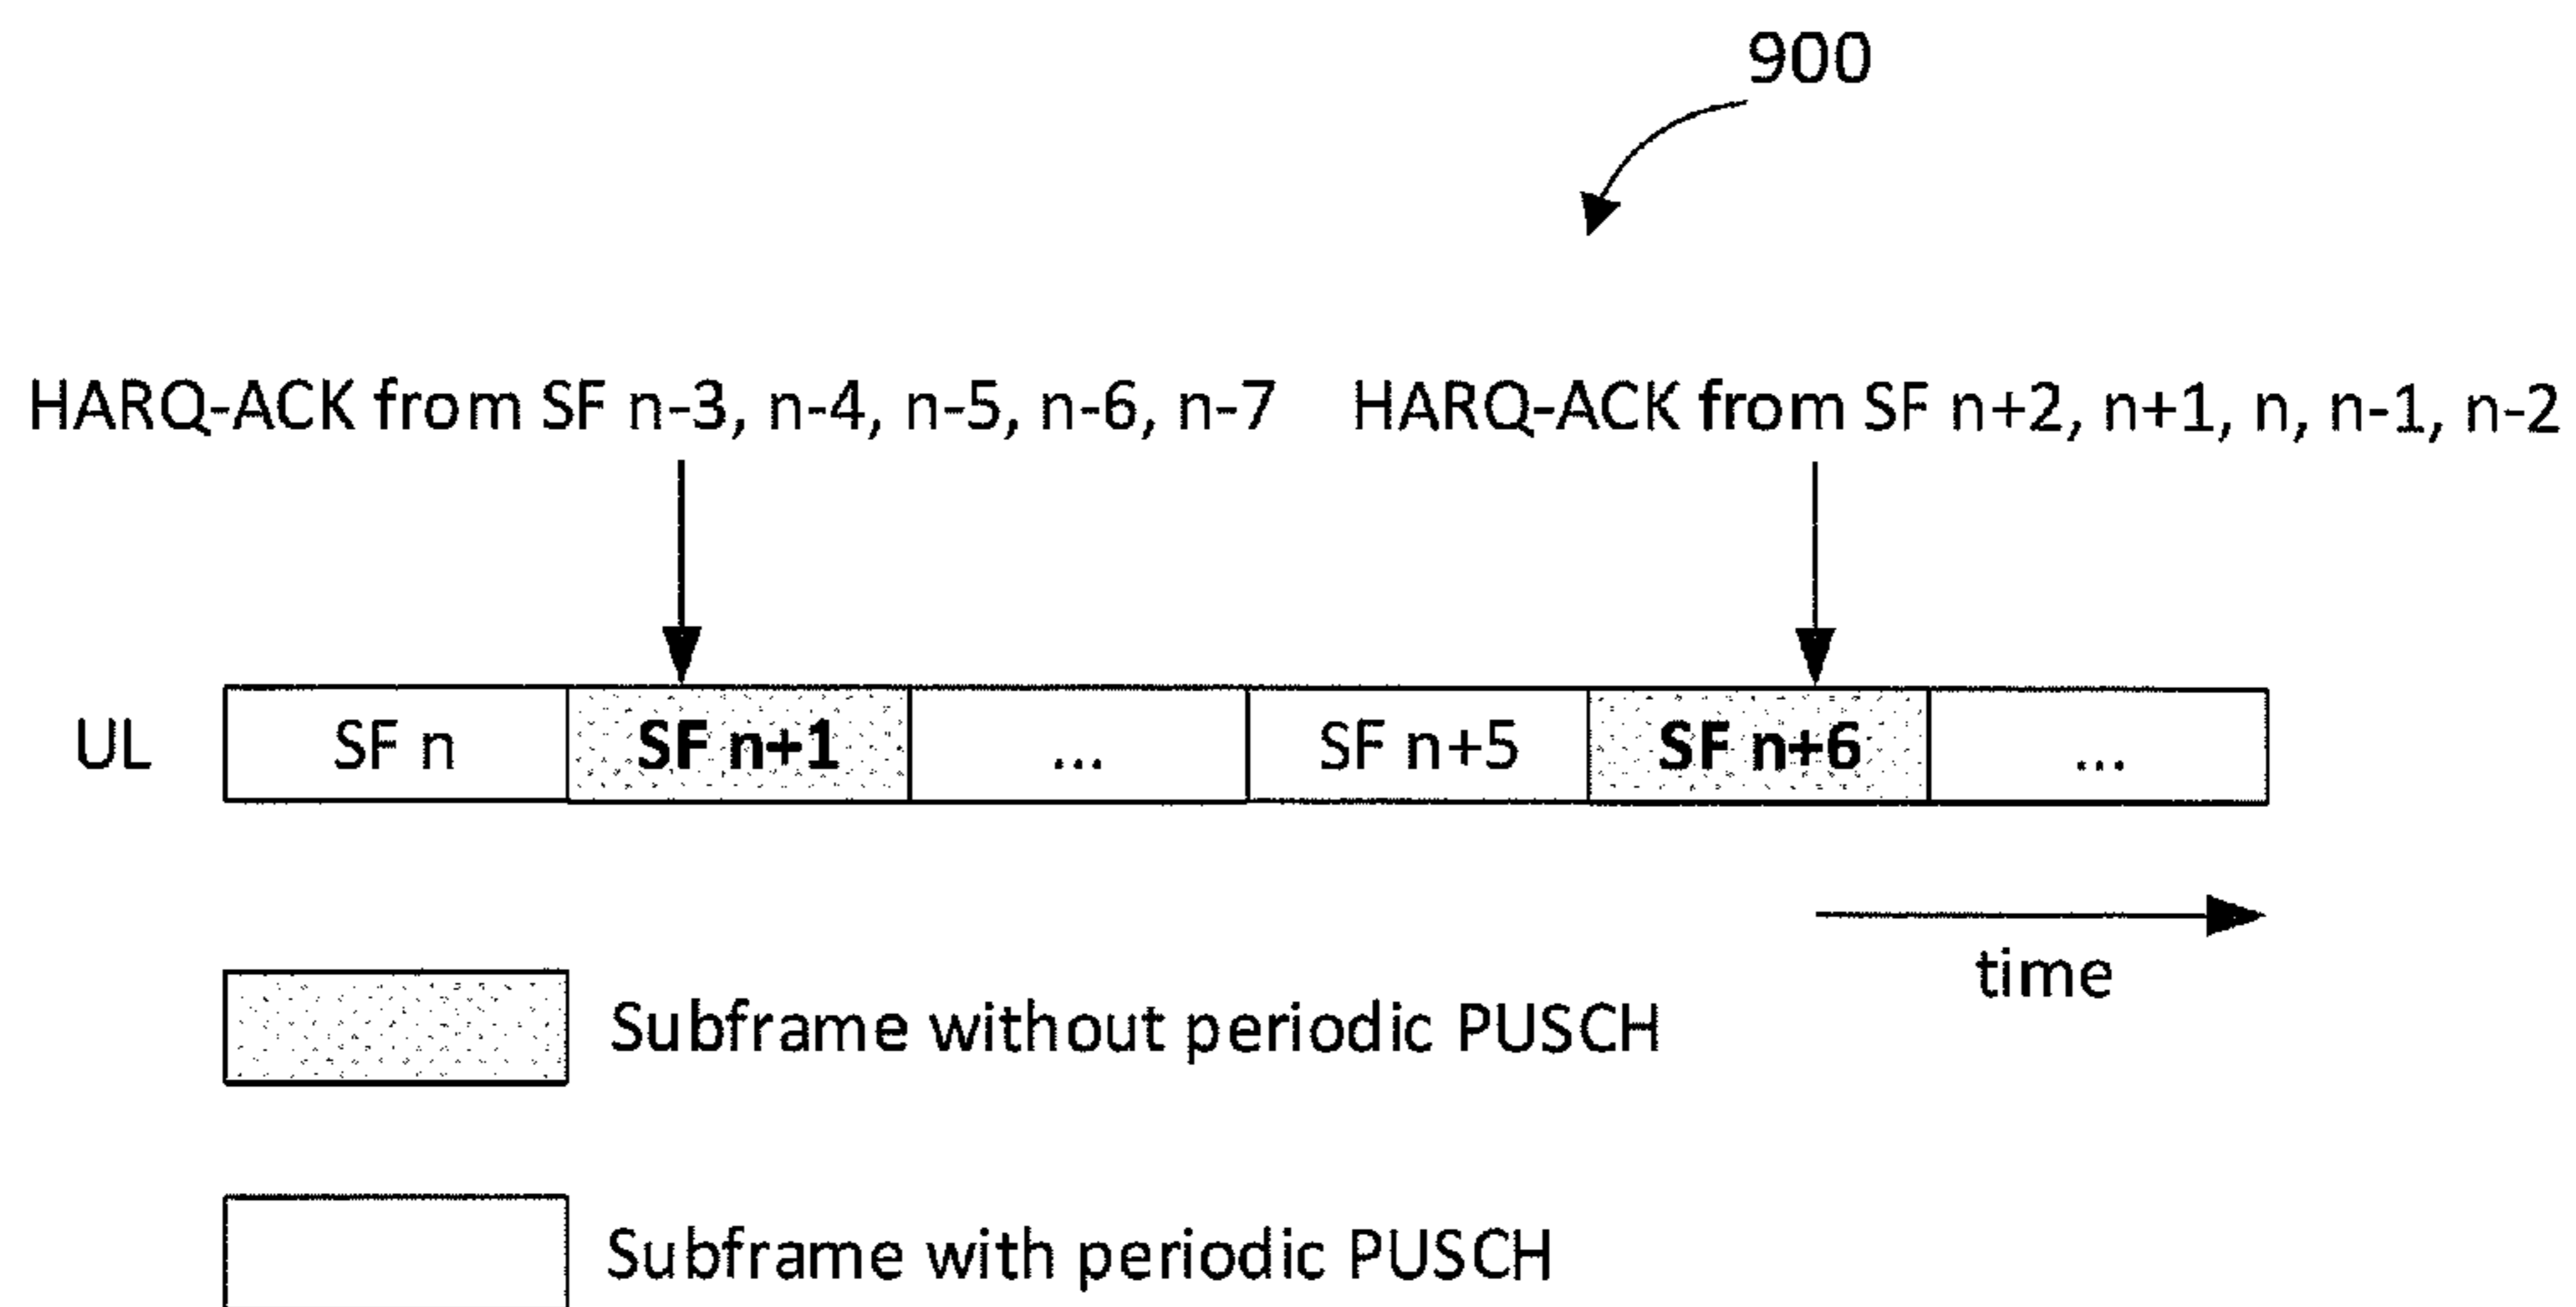 900
HARQ-ACK from SF n-3, n-4, n-5, n-6, n-7 HARQ-ACK from SF n+2, n+1, n, n-1, n-2
UL SF n SF n+1 ... SF n+5 SF n+6 ...
time
Subframe without periodic PUSCH
Subframe with periodic PUSCH